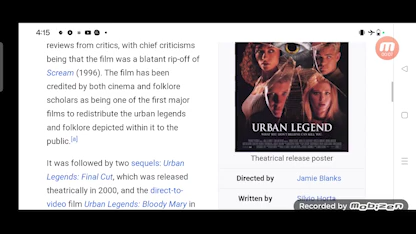 4:15
reviews from critics, with chief criticisms
being that the film was a blatant rip-off of
Scream (1996). The film has been
credited by both cinema and folklore
scholars as being one of the first major
films to redistribute the urban legends
and folklore depicted within it to the
public.[a]
It was followed by two sequels: Urban
Legends: Final Cut, which was released
theatrically in 2000, and the direct-to-
video film Urban Legends: Bloody Mary in
URBAN LEGEND
Theatrical release poster
Directed by Jamie Blanks
Written by Silvio Horta
Recorded by Mobizen